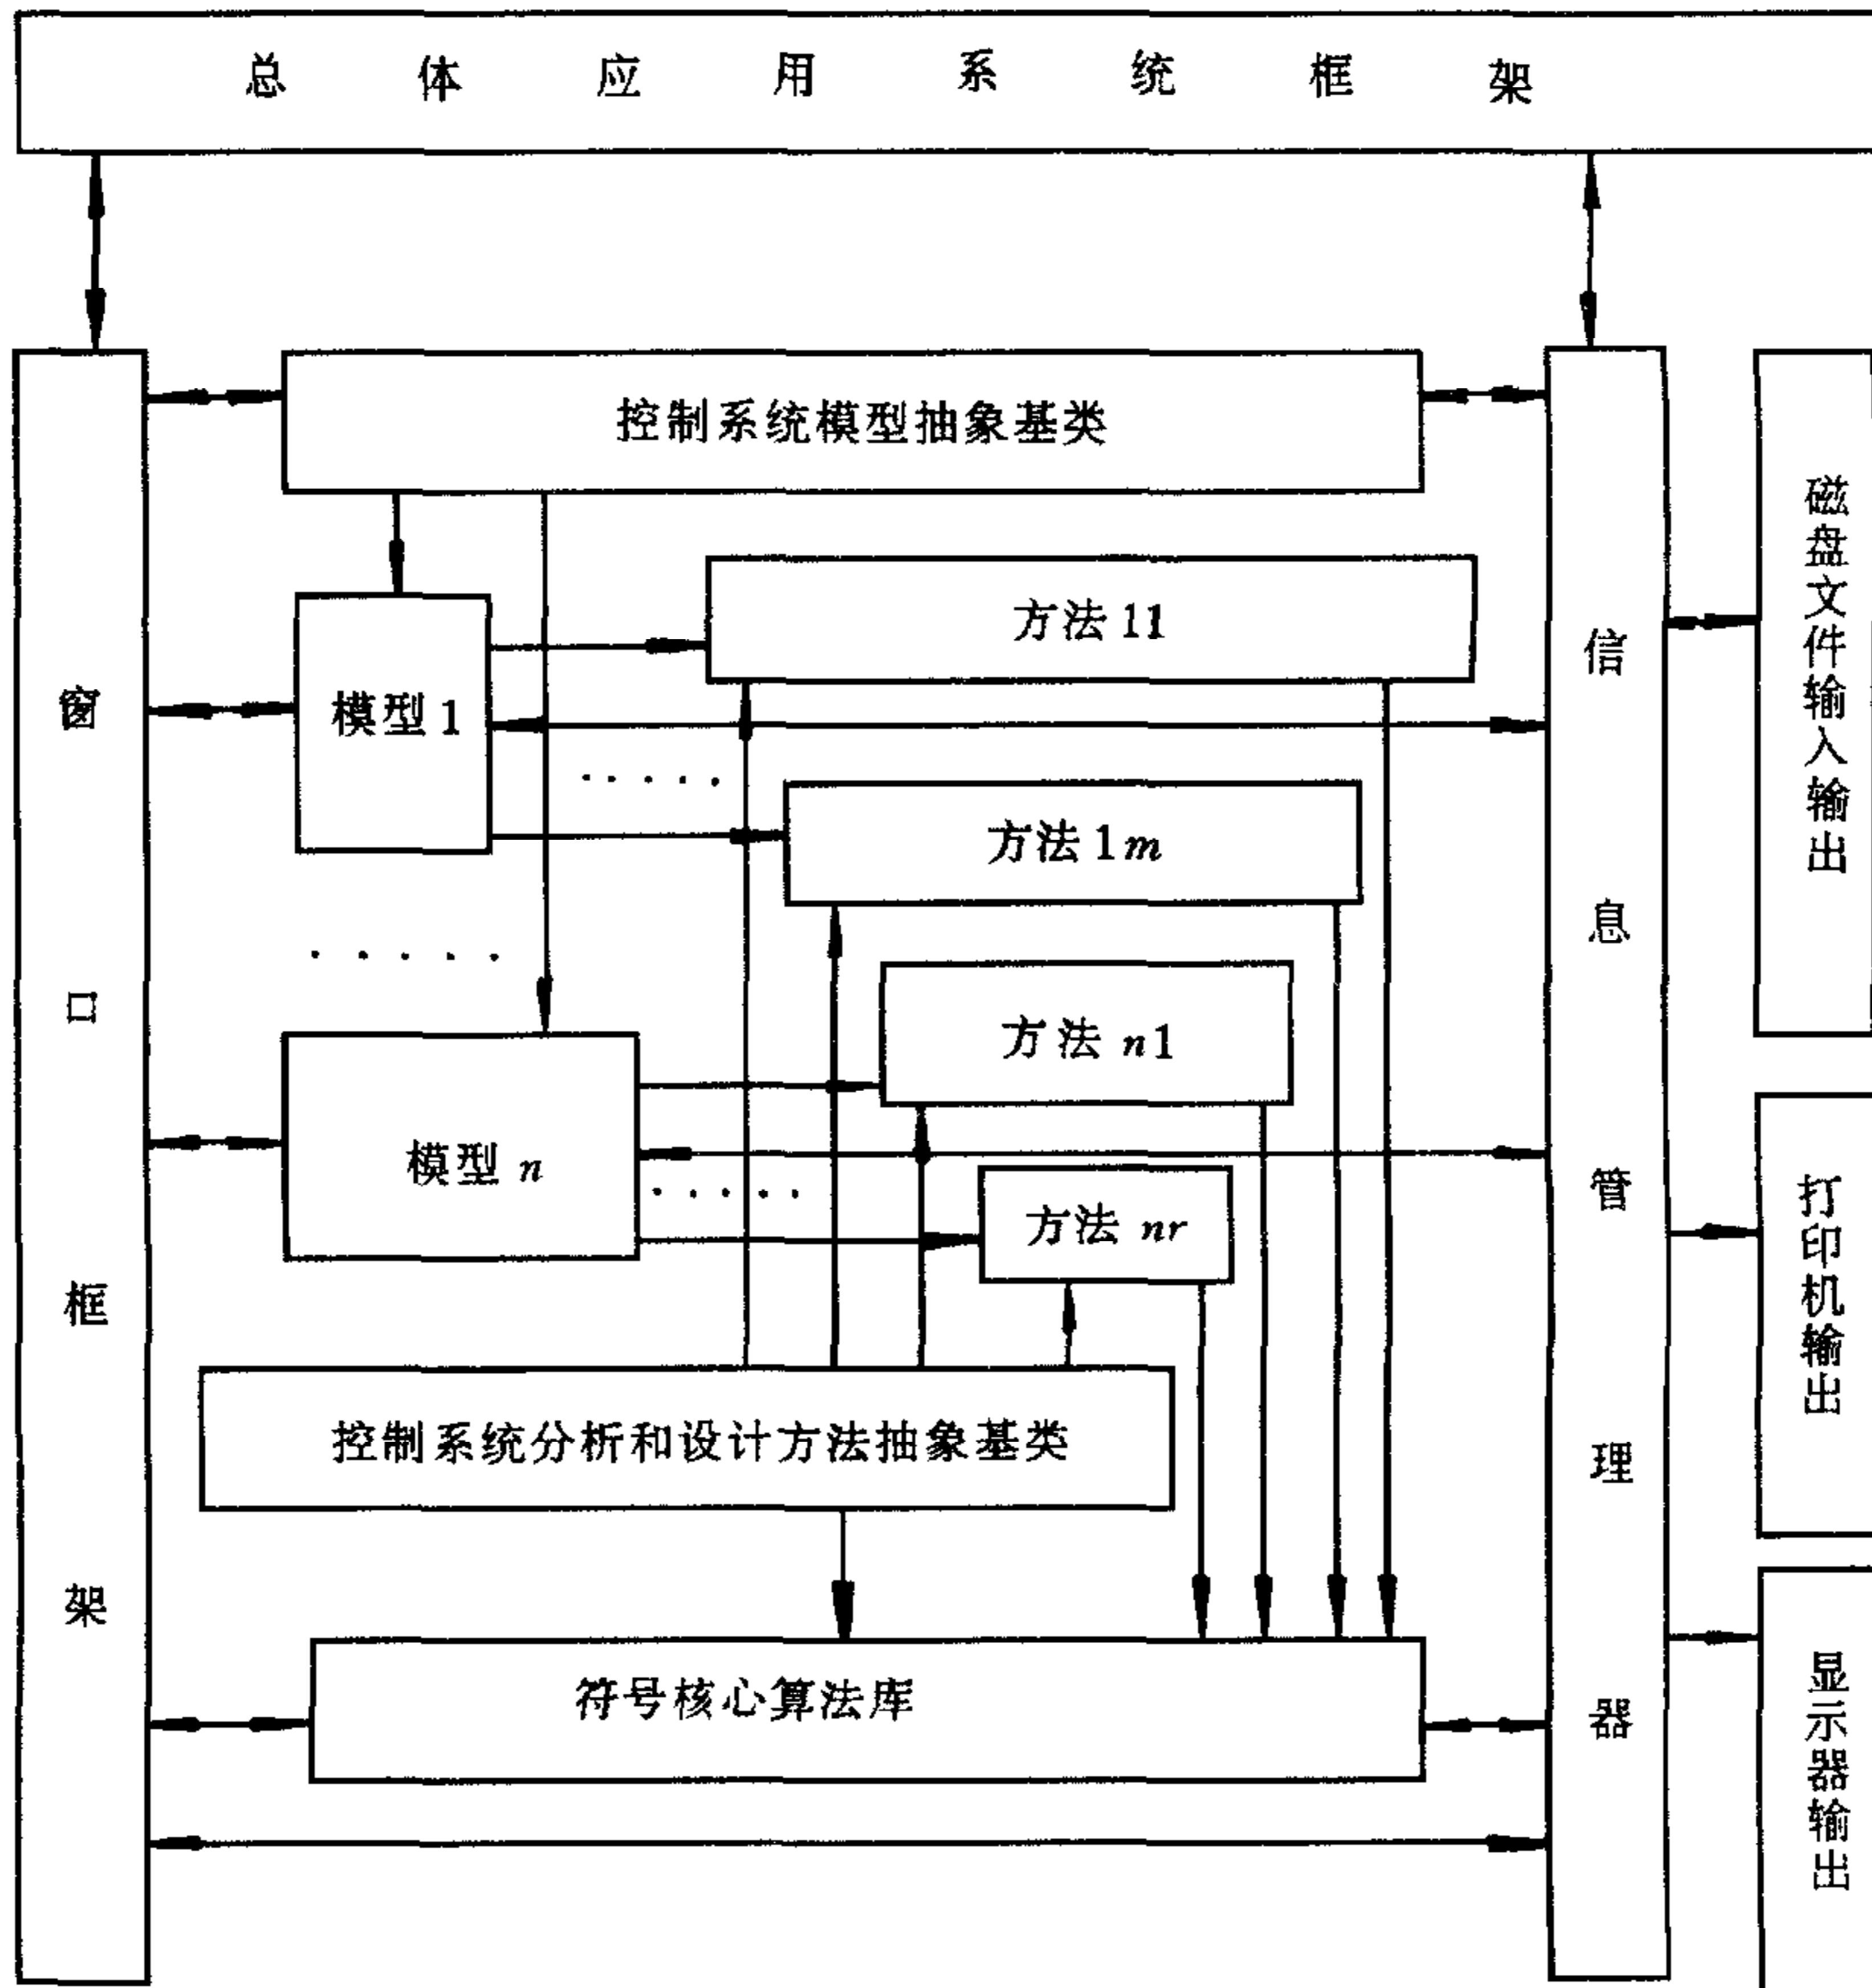 总体应用系统框架
控制系统模型抽象基类
窗口框架
模型 1
方法 11
·····
方法 1m
·····
模型 n
方法 n1
·····
方法 nr
控制系统分析和设计方法抽象基类
符号核心算法库
信息管理器
磁盘文件输入输出
打印机输出
显示器输出